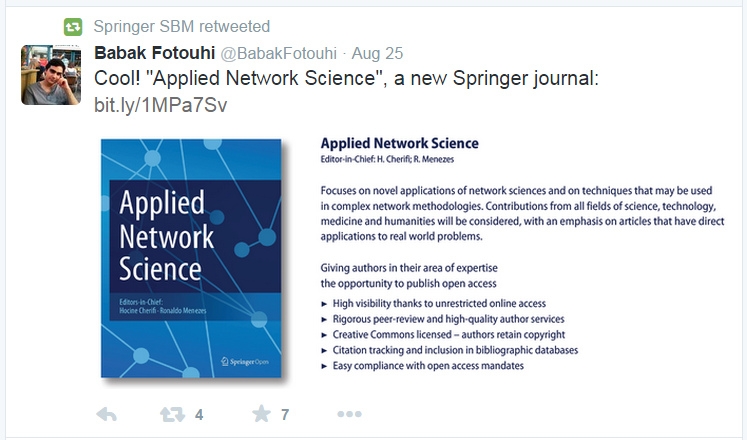 Springer SBM retweeted
Babak Fotouhi @BabakFotouhi · Aug 25
Cool! "Applied Network Science", a new Springer journal:
bit.ly/1MPa7Sv
Applied
Network
Science
Editors-in-Chief:
Hocine Cherifi · Ronaldo Menezes
SpringerOpen
Applied Network Science
Editor-in-Chief: H. Cherifi; R. Menezes
Focuses on novel applications of network sciences and on techniques that may be used
in complex network methodologies. Contributions from all fields of science, technology,
medicine and humanities will be considered, with an emphasis on articles that have direct
applications to real world problems.
Giving authors in their area of expertise
the opportunity to publish open access
► High visibility thanks to unrestricted online access
► Rigorous peer-review and high-quality author services
► Creative Commons licensed – authors retain copyright
► Citation tracking and inclusion in bibliographic databases
► Easy compliance with open access mandates
4 7